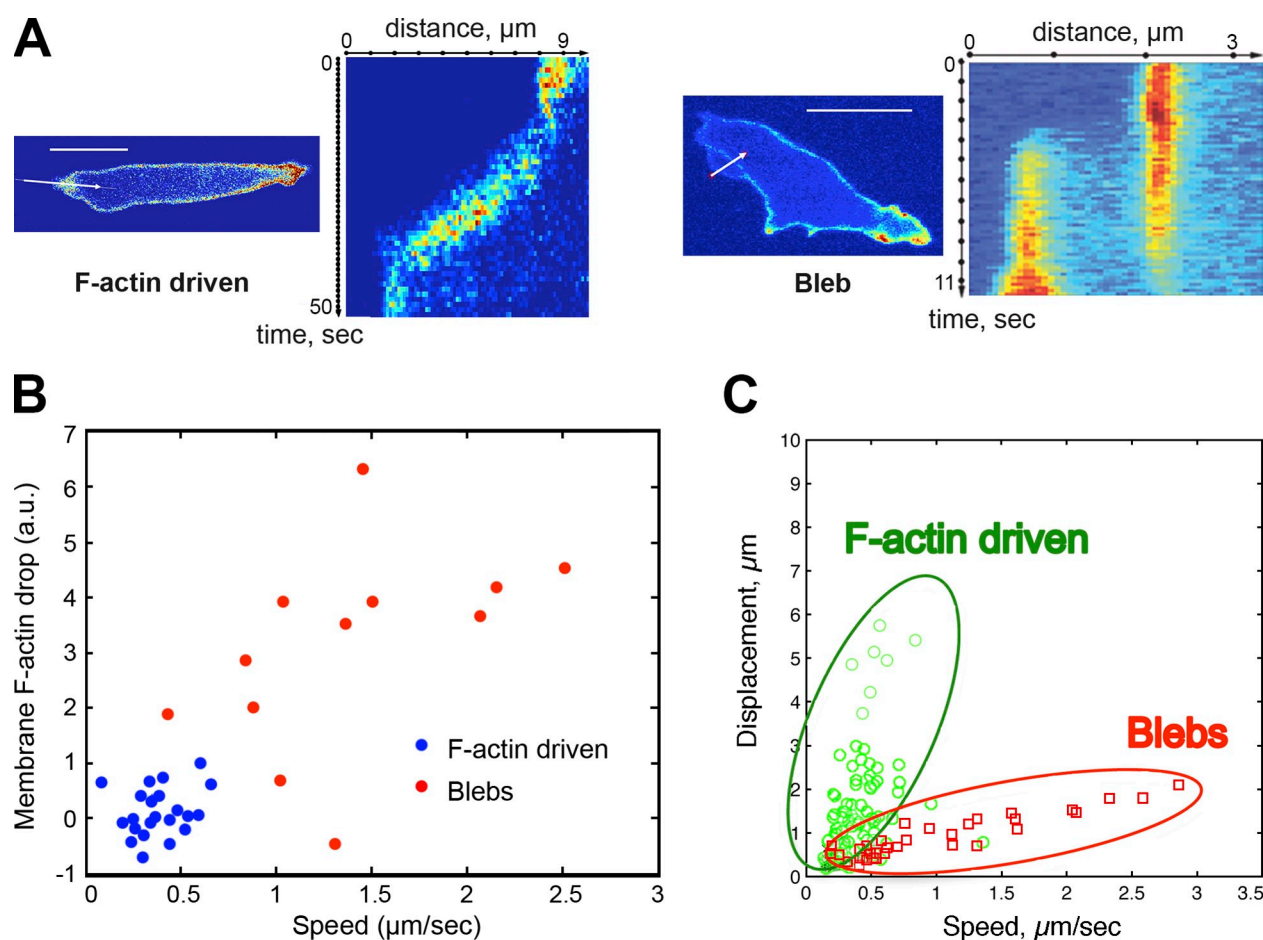 A
distance, µm
0 9
0
50
time, sec
F-actin driven
distance, µm
0 3
0
11
time, sec
Bleb
B
7
6
5
4
3
2
1
0
-1
Membrane F-actin drop (a.u.)
F-actin driven
Blebs
0 0.5 1 1.5 2 2.5 3
Speed (µm/sec)
C
10
9
8
7
6
5
4
3
2
1
0
Displacement, µm
F-actin driven
Blebs
0 0.5 1 1.5 2 2.5 3 3.5
Speed, µm/sec